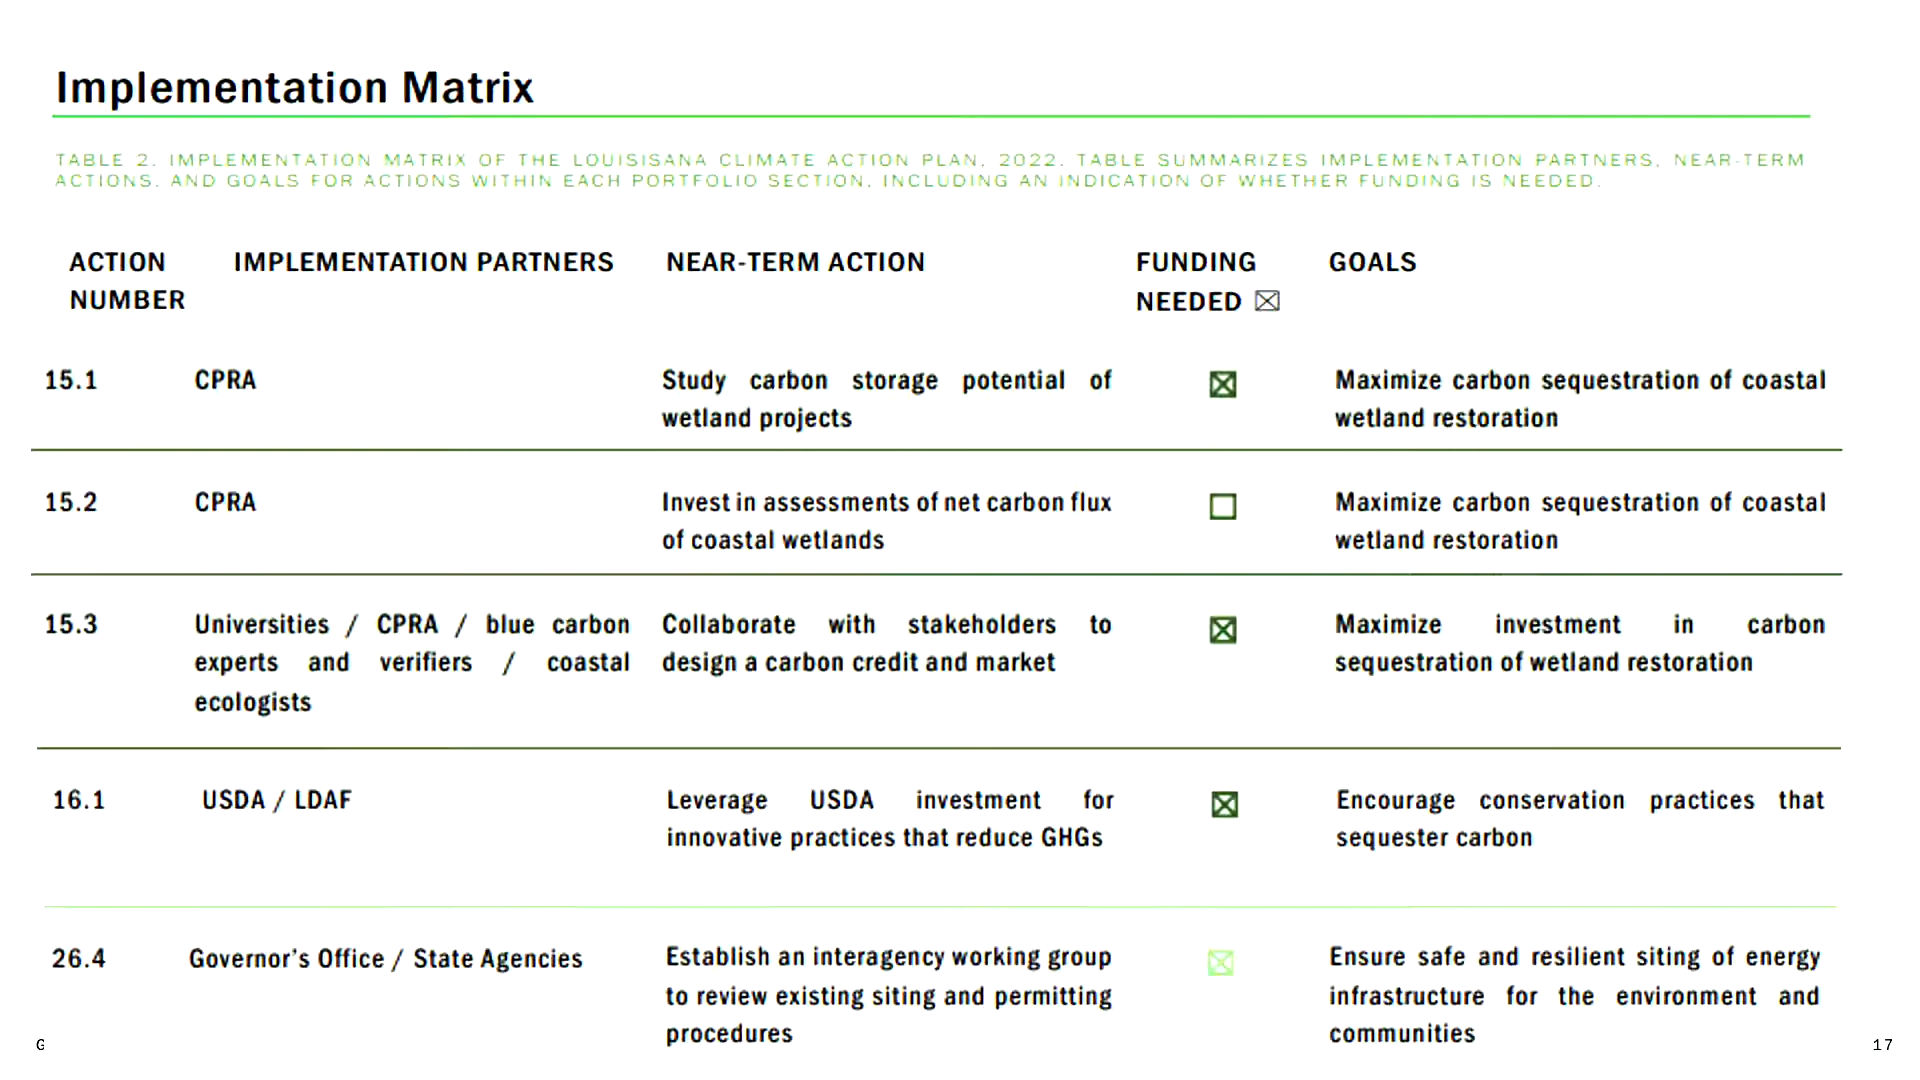 Implementation Matrix
TABLE 2. IMPLEMENTATION MATRIX OF THE LOUISISANA CLIMATE ACTION PLAN, 2022. TABLE SUMMARIZES IMPLEMENTATION PARTNERS, NEAR-TERM
ACTIONS, AND GOALS FOR ACTIONS WITHIN EACH PORTFOLIO SECTION, INCLUDING AN INDICATION OF WHETHER FUNDING IS NEEDED.
ACTION IMPLEMENTATION PARTNERS NEAR-TERM ACTION FUNDING GOALS
NUMBER NEEDED ☒
15.1 CPRA Study carbon storage potential of ☒ Maximize carbon sequestration of coastal
wetland projects wetland restoration
15.2 CPRA Invest in assessments of net carbon flux ☐ Maximize carbon sequestration of coastal
of coastal wetlands wetland restoration
15.3 Universities / CPRA / blue carbon Collaborate with stakeholders to ☒ Maximize investment in carbon
experts and verifiers / coastal design a carbon credit and market sequestration of wetland restoration
ecologists
16.1 USDA / LDAF Leverage USDA investment for ☒ Encourage conservation practices that
innovative practices that reduce GHGs sequester carbon
26.4 Governor's Office / State Agencies Establish an interagency working group ☒ Ensure safe and resilient siting of energy
to review existing siting and permitting infrastructure for the environment and
procedures communities
G 17